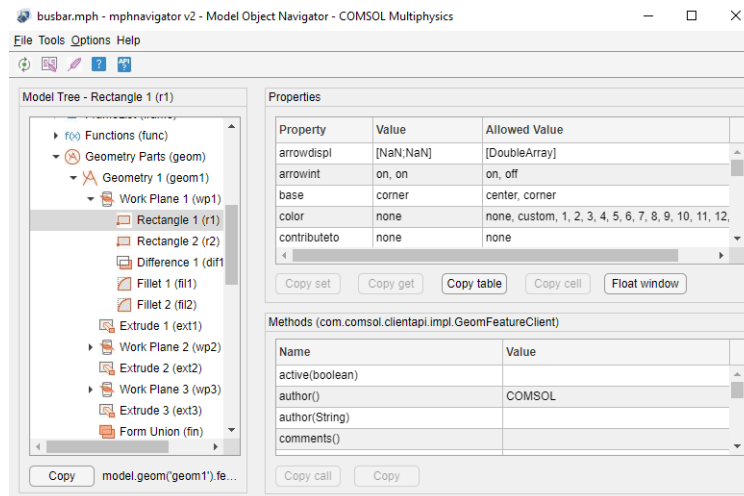 busbar.mph - mphnavigator v2 - Model Object Navigator - COMSOL Multiphysics
File Tools Options Help
Model Tree - Rectangle 1 (r1)
f(x) Functions (func)
Geometry Parts (geom)
Geometry 1 (geom1)
Work Plane 1 (wp1)
Rectangle 1 (r1)
Rectangle 2 (r2)
Difference 1 (dif1
Fillet 1 (fil1)
Fillet 2 (fil2)
Extrude 1 (ext1)
Work Plane 2 (wp2)
Extrude 2 (ext2)
Work Plane 3 (wp3)
Extrude 3 (ext3)
Form Union (fin)
Copy model.geom('geom1').fe...
Properties
Property Value Allowed Value
arrowdispl [NaN;NaN] [DoubleArray]
arrowint on, on on, off
base corner center, corner
color none none, custom, 1, 2, 3, 4, 5, 6, 7, 8, 9, 10, 11, 12,
contributeto none none
Copy set Copy get Copy table Copy cell Float window
Methods (com.comsol.clientapi.impl.GeomFeatureClient)
Name Value
active(boolean)
author() COMSOL
author(String)
comments()
Copy call Copy